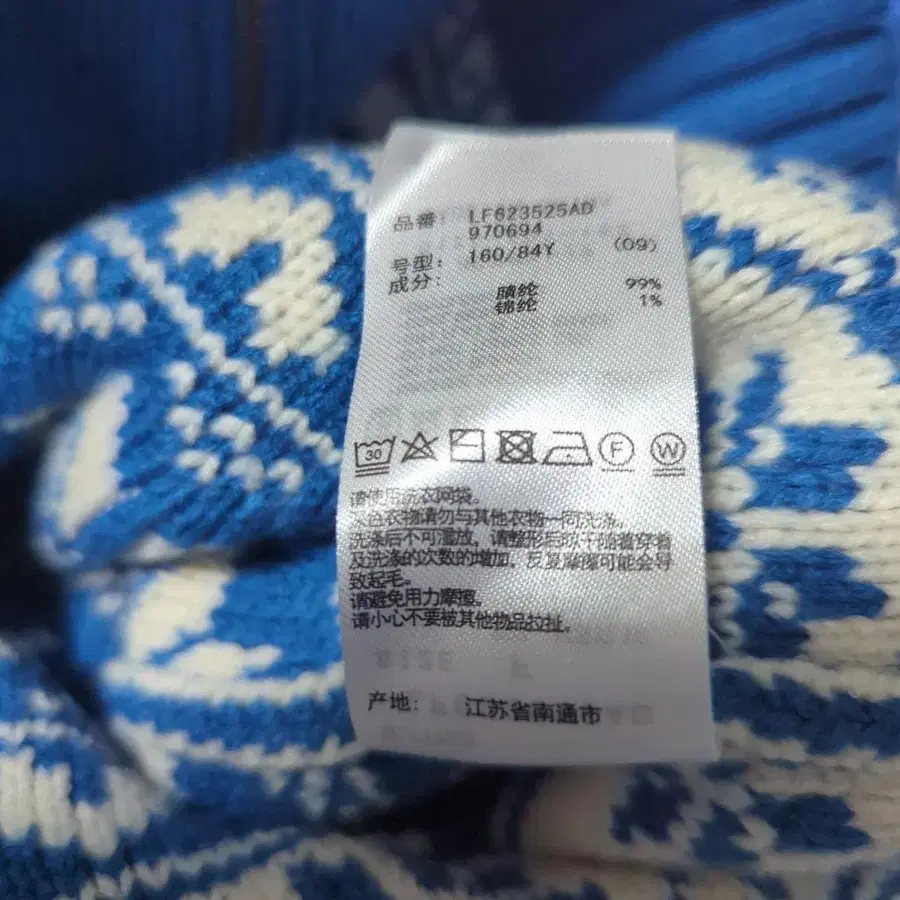 品番: LF623525AD
970694
号型: 160/84Y (09)
成分:
腈纶 99%
锦纶 1%
30
F
W
请使用洗衣网袋。
灰色衣物请勿与其他衣物一同洗涤。
洗涤后不可湿放，请整形后晾干随着穿着
及洗涤的次数的增加，反复摩擦可能会导
致起毛。
请避免用力摩擦。
请小心不要被其他物品拉扯。
产地: 江苏省南通市